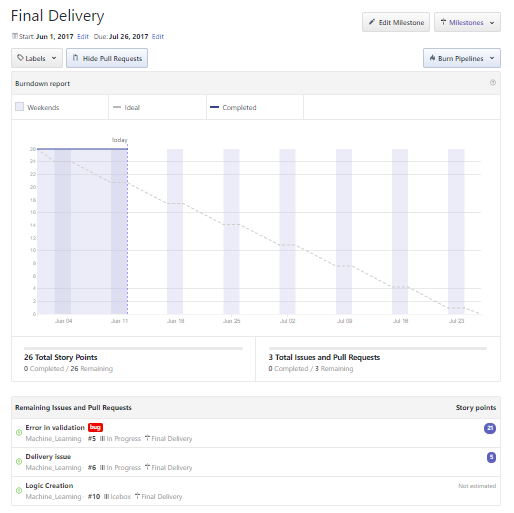 Final Delivery
Start: Jun 1, 2017 Edit Due: Jul 26, 2017 Edit
Edit Milestone
Milestones
Labels
Hide Pull Requests
Burn Pipelines
Burndown report
Weekends
Ideal
Completed
Today
26
24
22
20
18
16
14
12
10
8
6
4
2
0
Jun 04
Jun 11
Jun 18
Jun 25
Jul 02
Jul 09
Jul 16
Jul 23
26 Total Story Points
0 Completed / 26 Remaining
3 Total Issues and Pull Requests
0 Completed / 3 Remaining
Remaining Issues and Pull Requests Story points
Error in validation bug 21
Machine_Learning #5 In Progress Final Delivery
Delivery issue 5
Machine_Learning #6 In Progress Final Delivery
Logic Creation Not estimated
Machine_Learning #10 Icebox Final Delivery